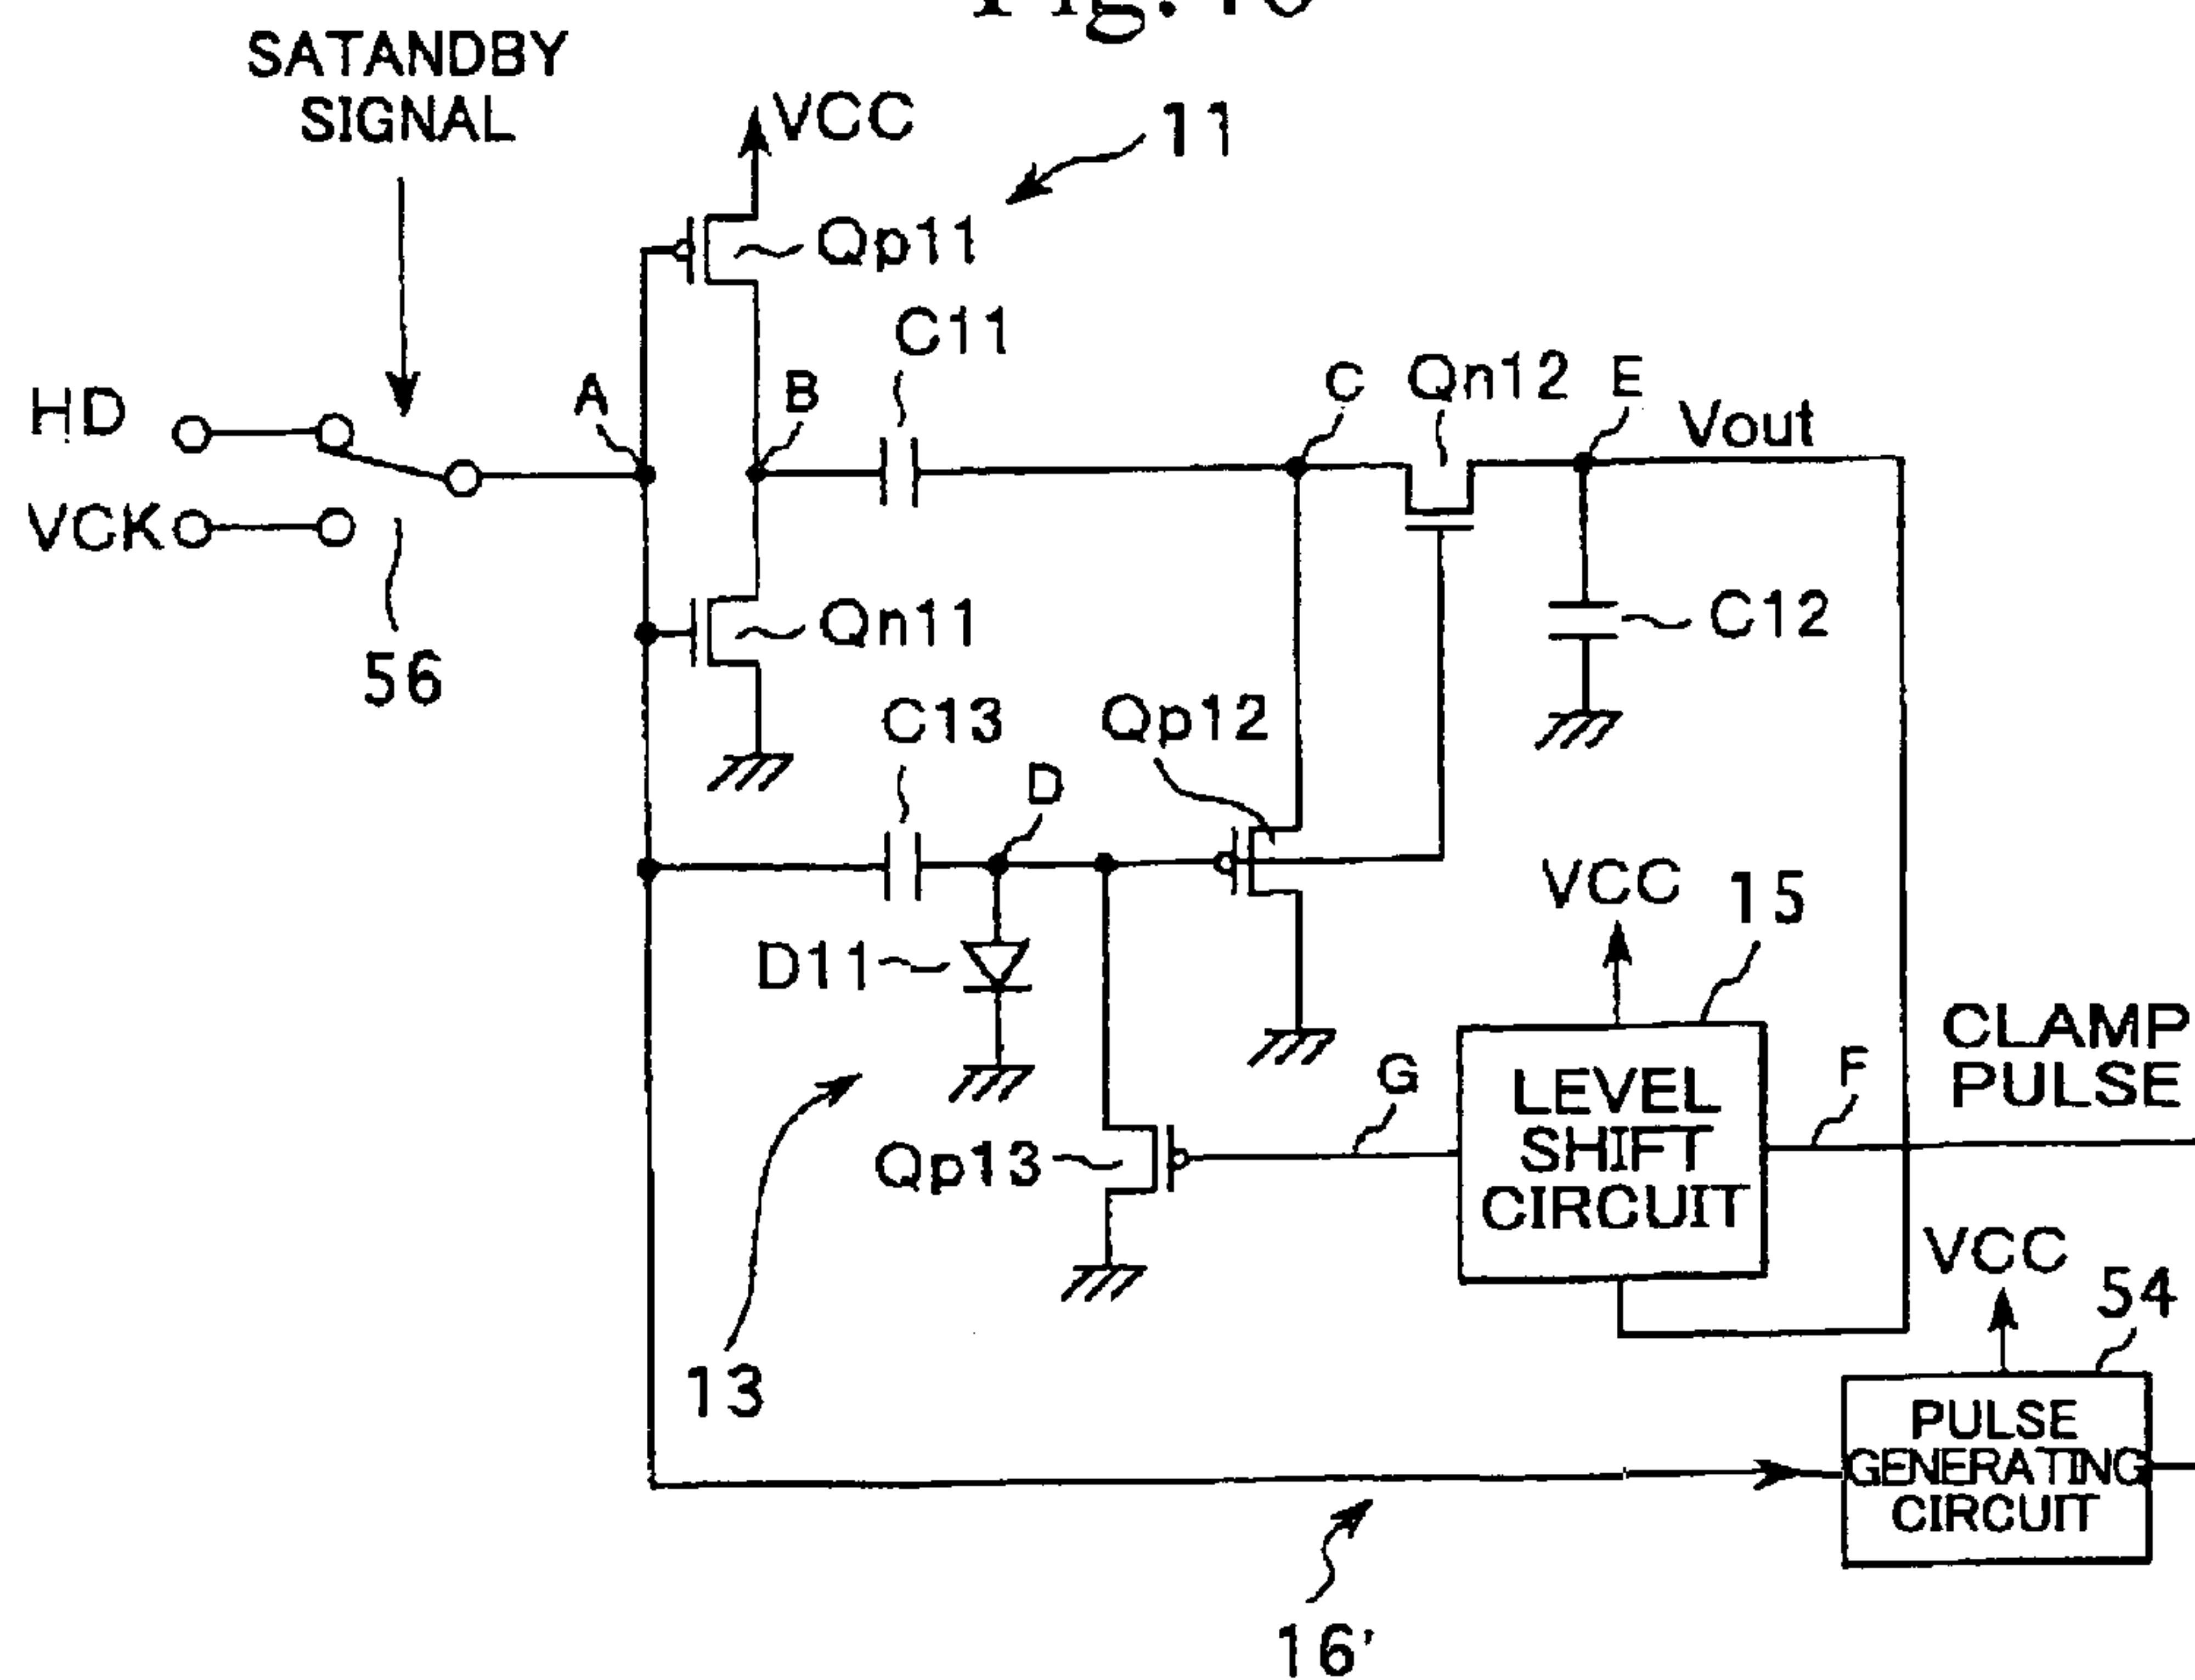 SATANDBY
SIGNAL
VCC
11
Qp11
C11
HD
A
B
C
Qn12
E
Vout
VCK
56
Qn11
C12
C13
Qp12
D
D11
VCC
15
CLAMP
PULSE
G
F
LEVEL
SHIFT
CIRCUIT
Qp13
VCC
54
13
PULSE
GENERATING
CIRCUIT
16'